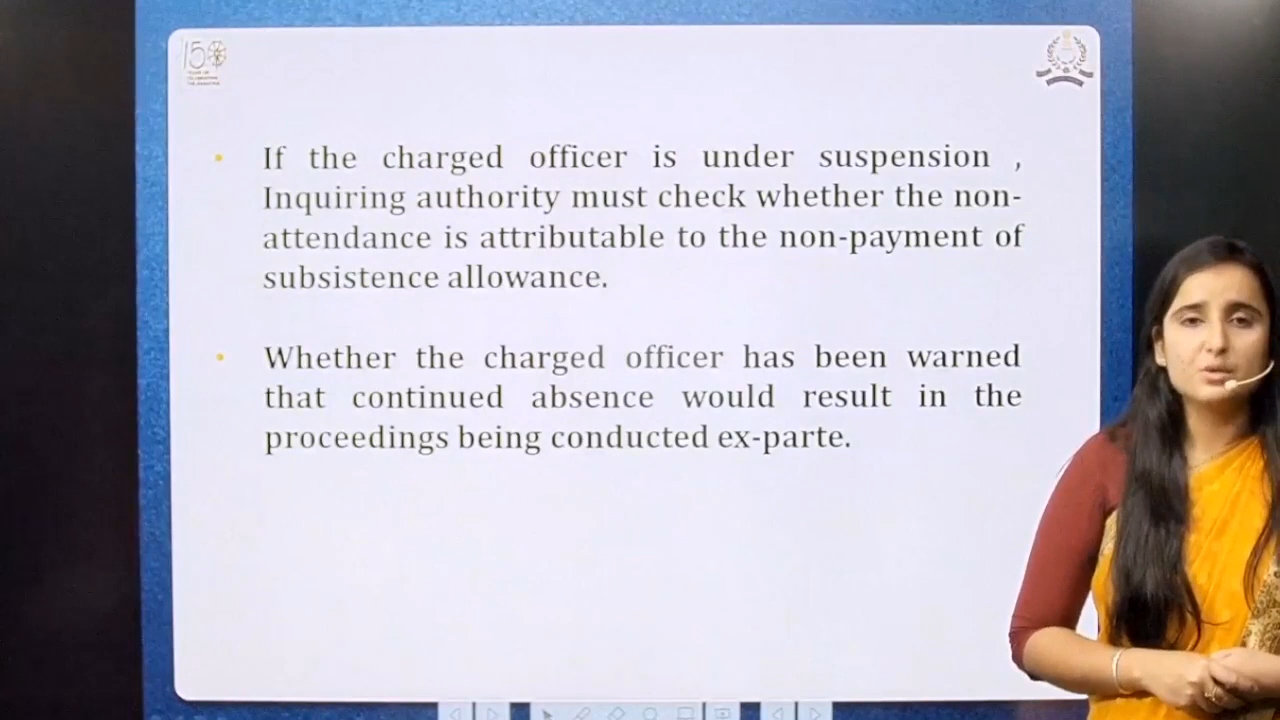 150
If the charged officer is under suspension ,
Inquiring authority must check whether the non-
attendance is attributable to the non-payment of
subsistence allowance.
Whether the charged officer has been warned
that continued absence would result in the
proceedings being conducted ex-parte.